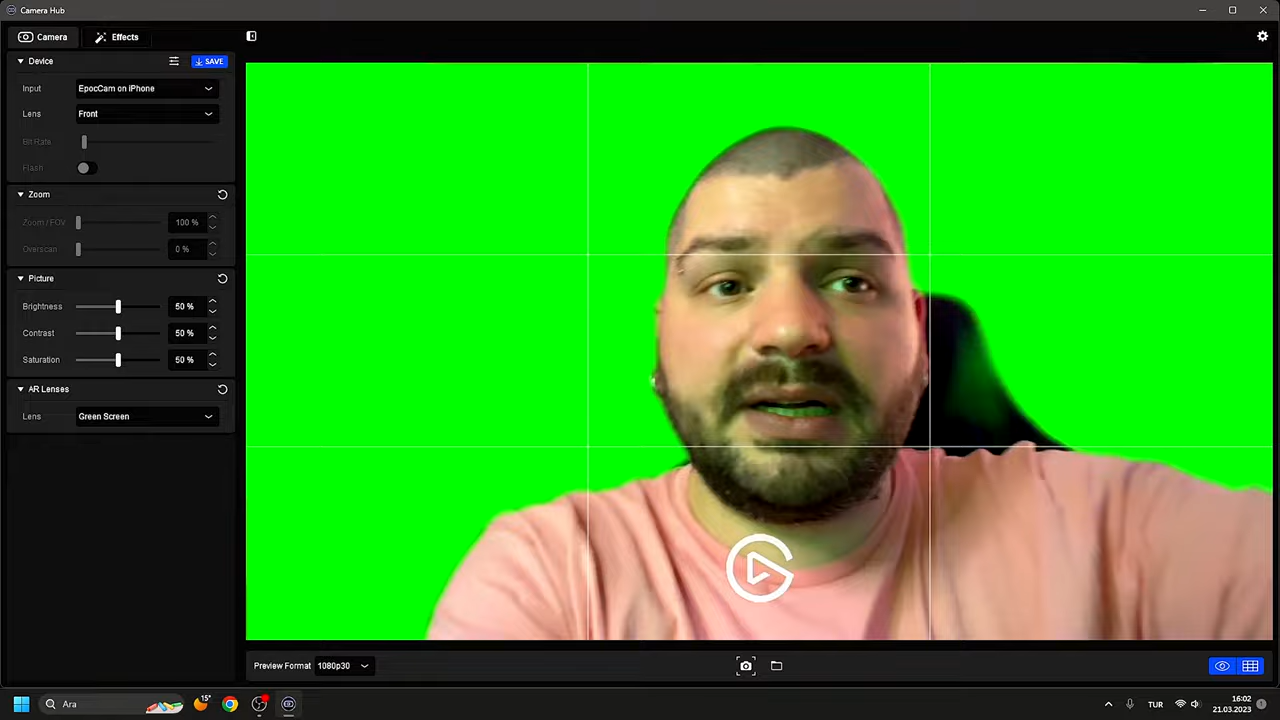 Camera Hub
Camera
Effects
Device
SAVE
Input
EpocCam on iPhone
Lens
Front
Bit Rate
Flash
Zoom
Zoom / FOV
100 %
Overscan
0 %
Picture
Brightness
50 %
Contrast
50 %
Saturation
50 %
AR Lenses
Lens
Green Screen
Preview Format
1080p30
Ara
15°
TUR
16:02
21.03.2023
1